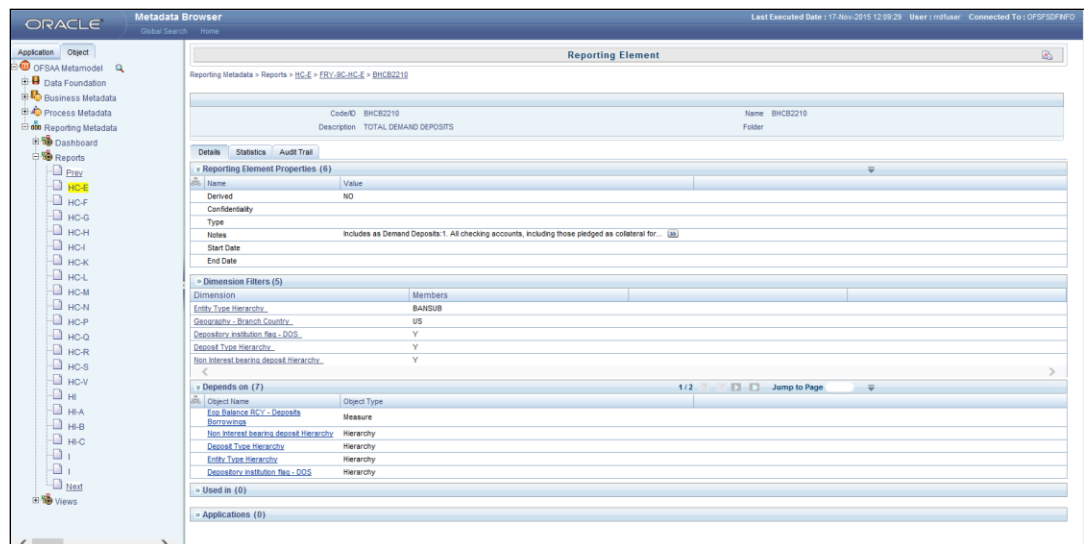 ORACLE
Metadata Browser
Last Executed Date : 17-Nov-2015 12:09:29 User : mdfuser Connected To : OFSFSDFINFO
Global Search Home
Application Object
OFSAA Metamodel
Data Foundation
Business Metadata
Process Metadata
Reporting Metadata
Dashboard
Reports
Prev
HC-E
HC-F
HC-G
HC-H
HC-I
HC-K
HC-L
HC-M
HC-N
HC-P
HC-Q
HC-R
HC-S
HC-V
HI
HI-A
HI-B
HI-C
I
I
Next
Views
Reporting Element
Reporting Metadata > Reports > HC-E > FRY-9C-HC-E > BHCB2210
Code/ID BHCB2210 Name BHCB2210
Description TOTAL DEMAND DEPOSITS Folder
Details Statistics Audit Trail
Reporting Element Properties (6)
Name Value
Derived NO
Confidentiality
Type
Notes Includes as Demand Deposits:1. All checking accounts, including those pledged as collateral for...
Start Date
End Date
Dimension Filters (5)
Dimension Members
Entity Type Hierarchy BANSUB
Geography - Branch Country US
Depository institution flag - DOS Y
Deposit Type Hierarchy Y
Non Interest bearing deposit Hierarchy Y
Depends on (7) 1/2 Jump to Page
Object Name Object Type
Eop Balance RCY - Deposits Borrowings Measure
Non Interest bearing deposit Hierarchy Hierarchy
Deposit Type Hierarchy Hierarchy
Entity Type Hierarchy Hierarchy
Depository institution flag - DOS Hierarchy
Used in (0)
Applications (0)